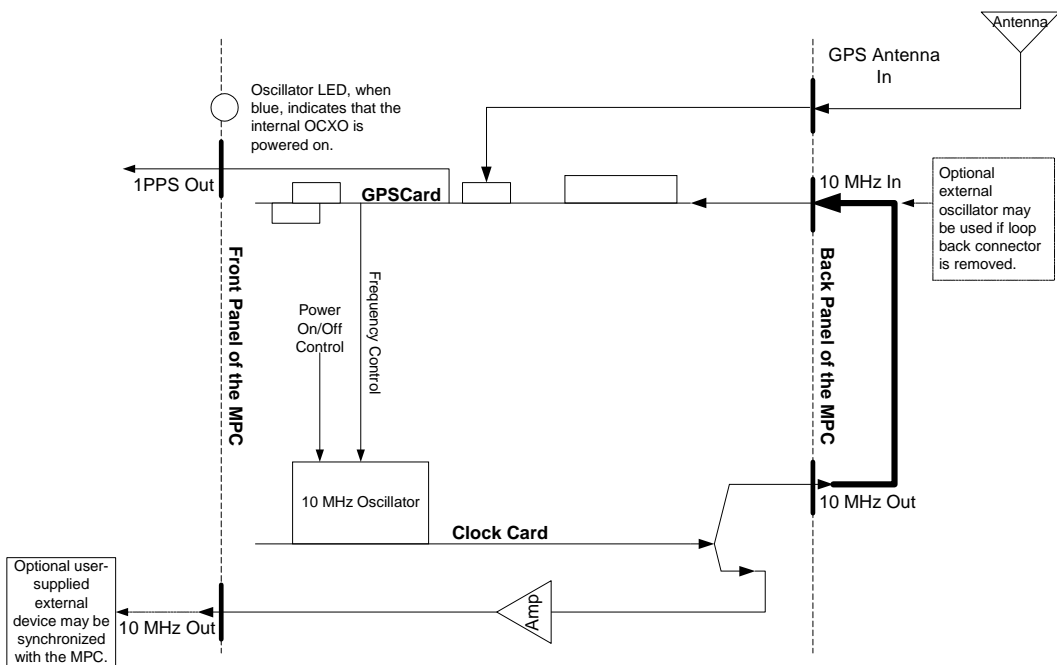 Antenna
GPS Antenna
In
Oscillator LED, when
blue, indicates that the
internal OCXO is
powered on.
1PPS Out
GPSCard
10 MHz In
Optional
external
oscillator may
be used if loop
back connector
is removed.
Front Panel of the MPC
Power
On/Off
Control
Frequency Control
Back Panel of the MPC
10 MHz Oscillator
10 MHz Out
Clock Card
Optional user-
supplied
external
device may be
synchronized
with the MPC.
10 MHz Out
Amp